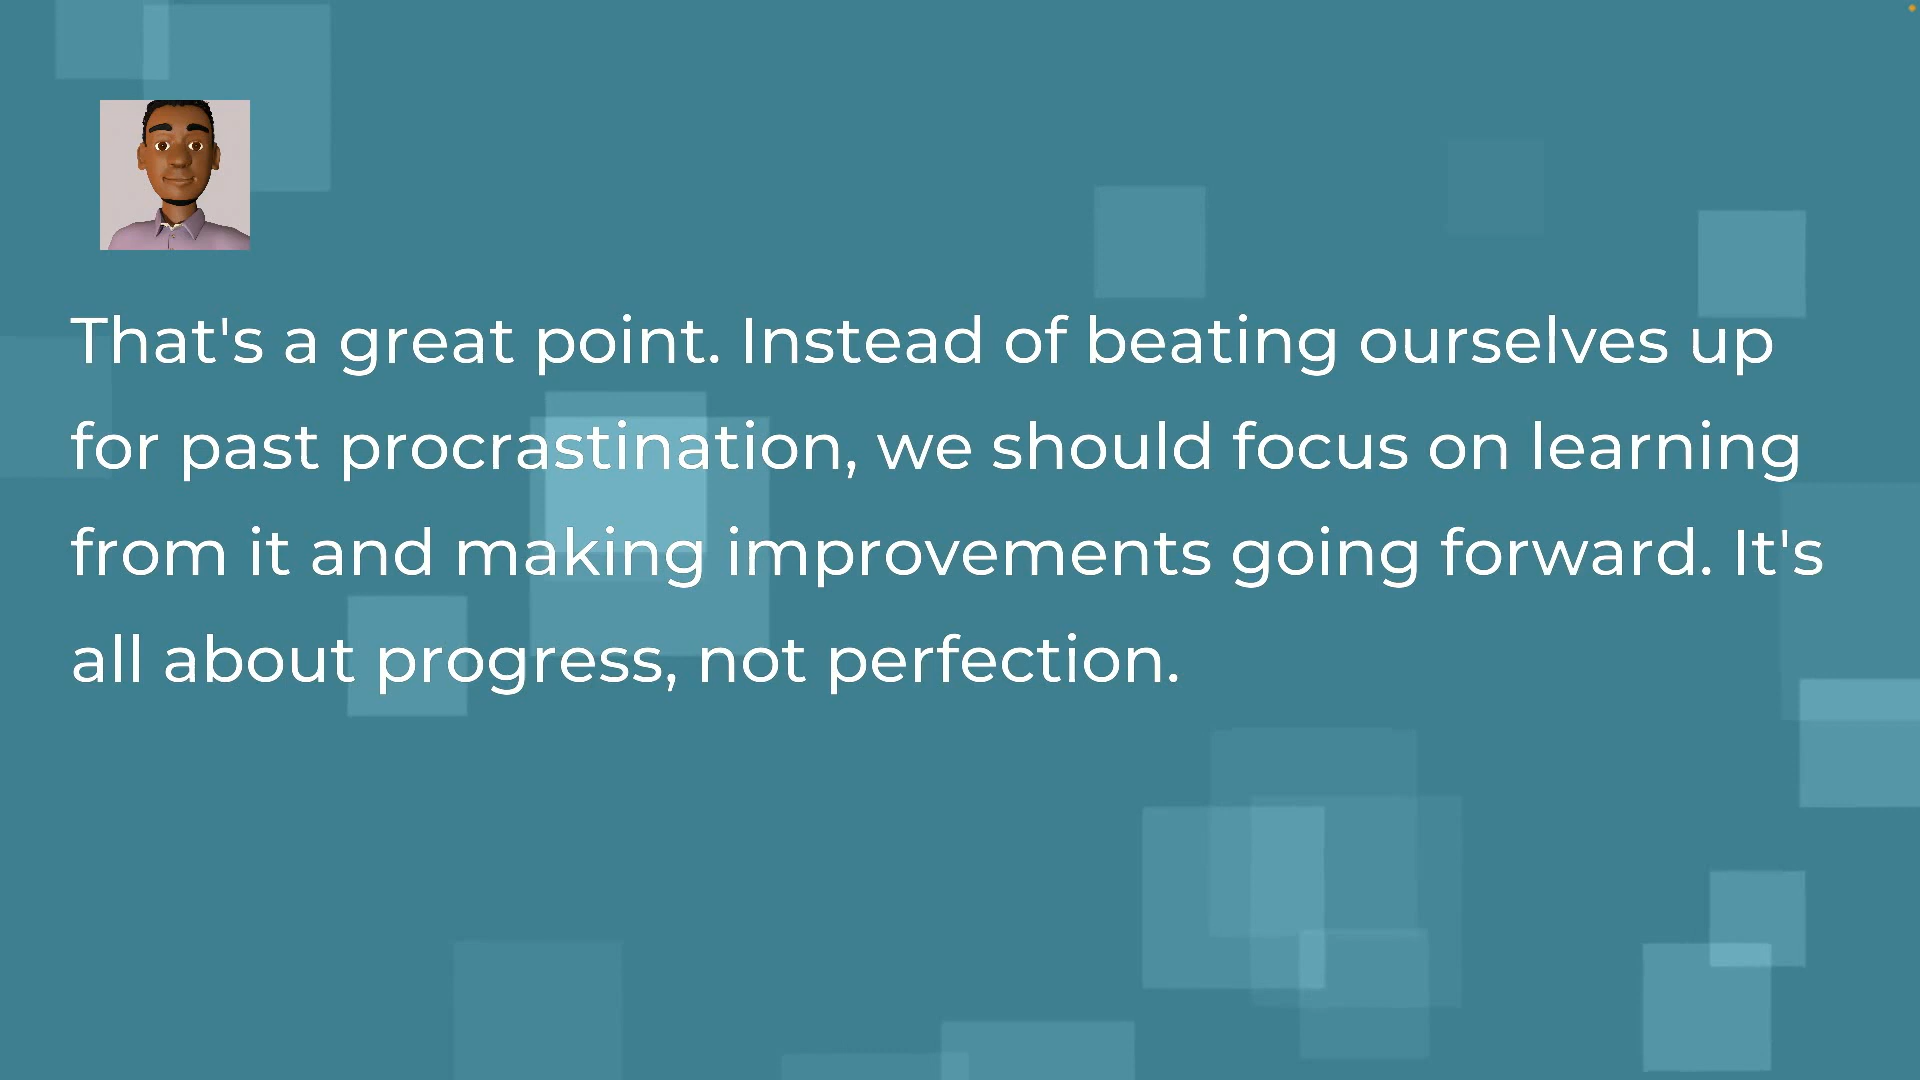 That's a great point. Instead of beating ourselves up
for past procrastination, we should focus on learning
from it and making improvements going forward. It's
all about progress, not perfection.